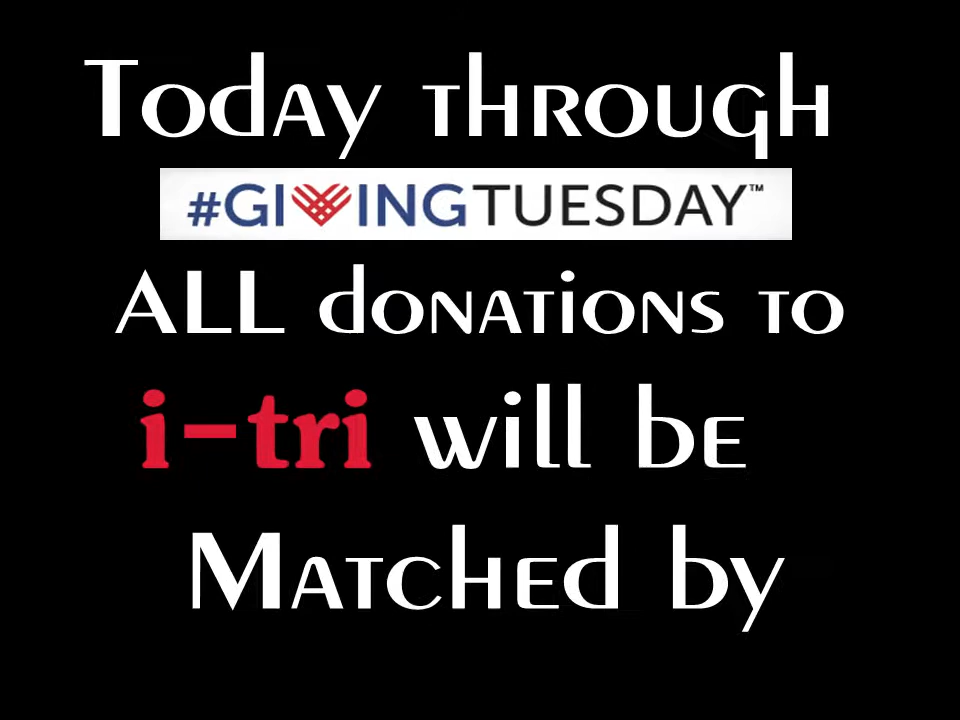 Today through
#GIVINGTUESDAY™
ALL donations to
i-tri will be
Matched by